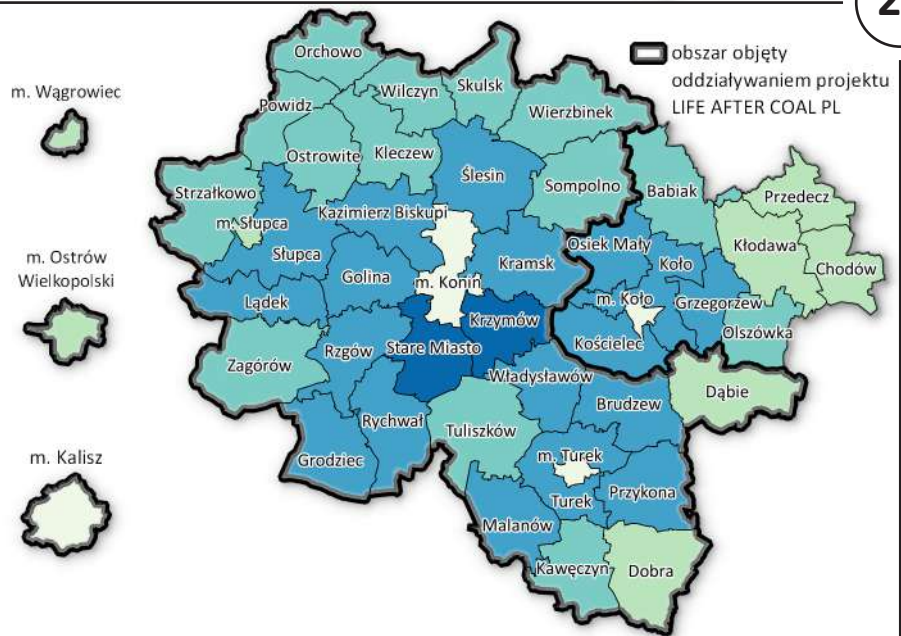 2
obszar objęty
oddziaływaniem projektu
LIFE AFTER COAL PL
m. Wągrowiec
m. Ostrów
Wielkopolski
m. Kalisz
Orchowo
Wilczyn
Skulsk
Powidz
Wierzbinek
Ostrowite
Kleczew
Ślesin
Sompolno
Babiak
Przedecz
Strzałkowo
m. Słupca
Kazimierz Biskupi
Słupca
Osiek Mały
Kłodawa
Koło
Chodów
Golina
Kramsk
m. Konin
Lądek
m. Koło
Grzegorzew
Krzymów
Olszówka
Kościelec
Stare Miasto
Rzgów
Zagórów
Władysławów
Dąbie
Brudzew
Rychwał
Tuliszków
Grodziec
m. Turek
Przykona
Turek
Malanów
Kawęczyn
Dobra